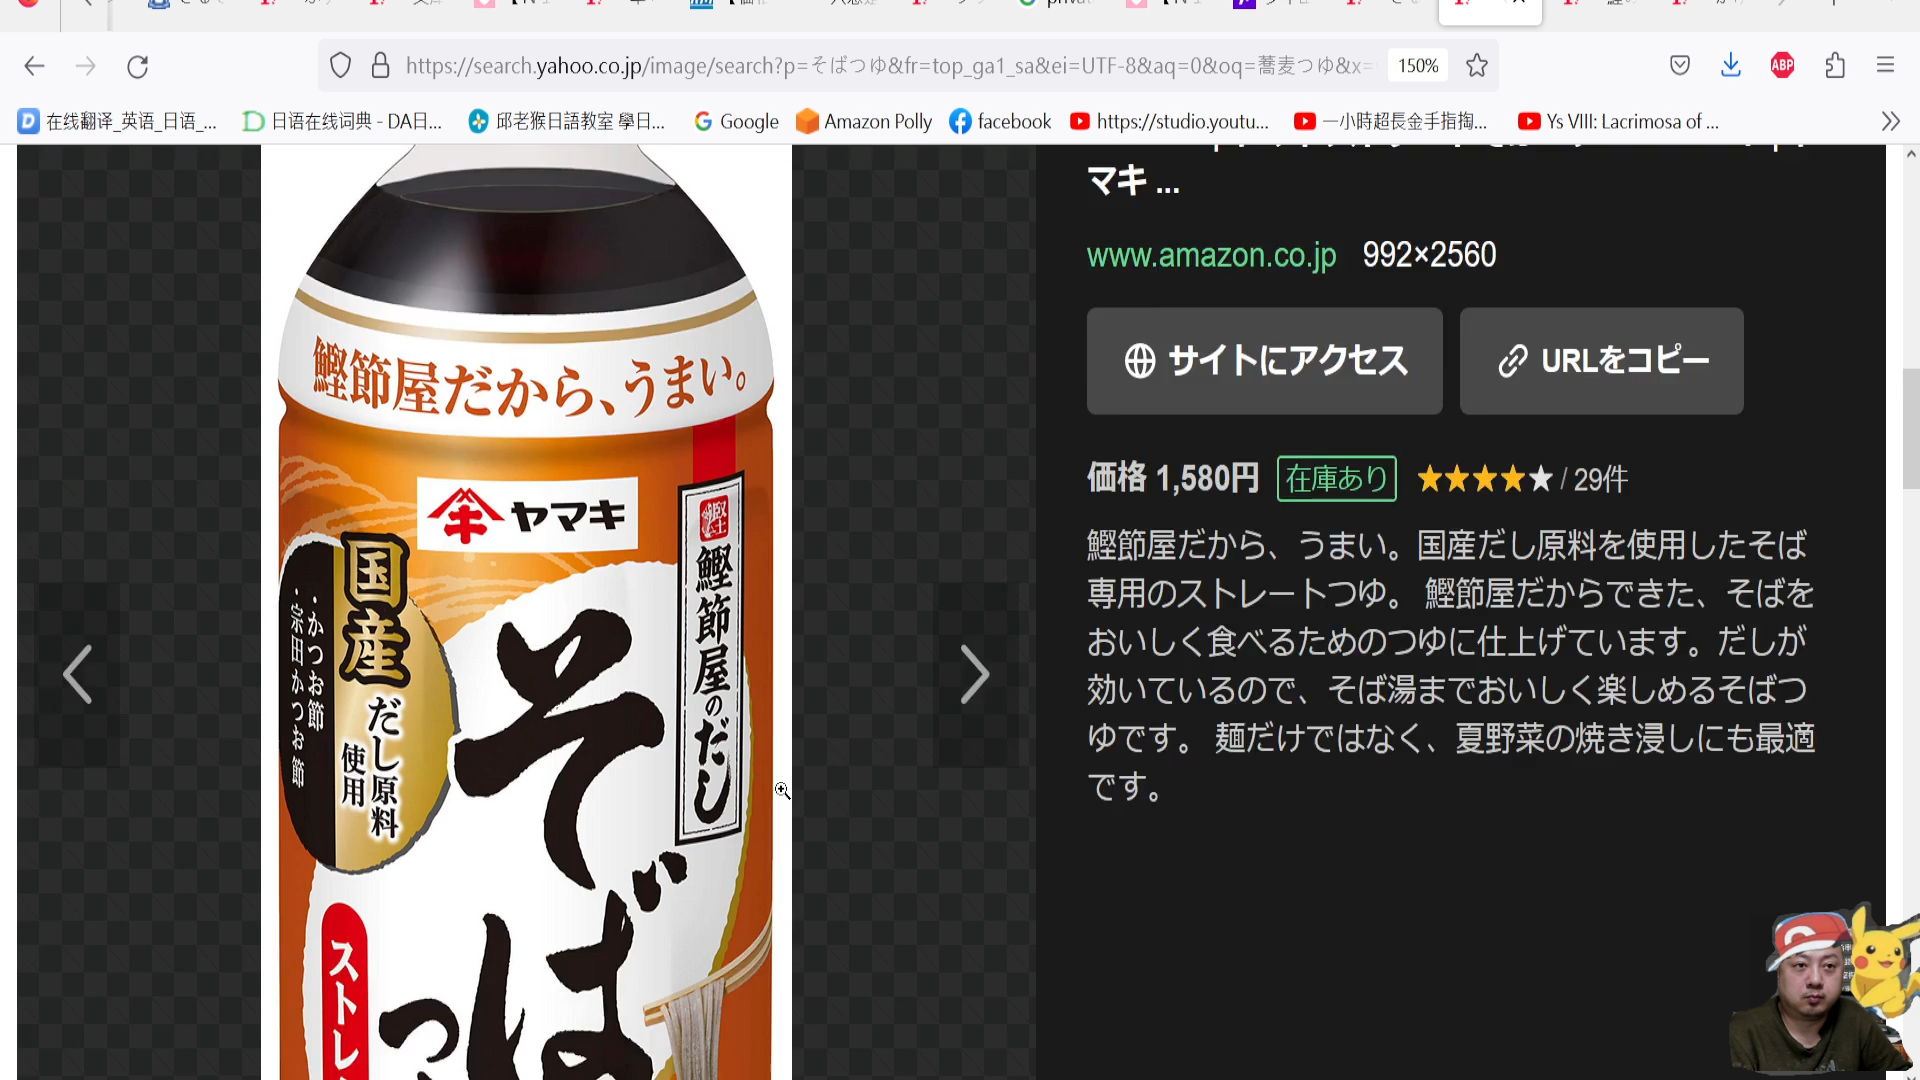 https://search.yahoo.co.jp/image/search?p=そばつゆ&fr=top_ga1_sa&ei=UTF-8&aq=0&oq=蕎麦つゆ&x=
150%
ABP
在线翻译_英语_日语_...
日语在线词典 - DA日...
邱老猴日語教室 學日...
Google
Amazon Polly
facebook
https://studio.youtu...
一小時超長金手指掏...
Ys VIII: Lacrimosa of ...
鰹節屋だから、うまい。
ヤマキ
国産
だし原料
使用
・かつお節
・宗田かつお節
鰹節屋のだし
そば
つ
ストレ
マキ ...
www.amazon.co.jp 992×2560
サイトにアクセス
URLをコピー
価格 1,580円 在庫あり ★★★★★ / 29件
鰹節屋だから、うまい。国産だし原料を使用したそば
専用のストレートつゆ。 鰹節屋だからできた、そばを
おいしく食べるためのつゆに仕上げています。だしが
効いているので、そば湯までおいしく楽しめるそばつ
ゆです。 麺だけではなく、夏野菜の焼き浸しにも最適
です。